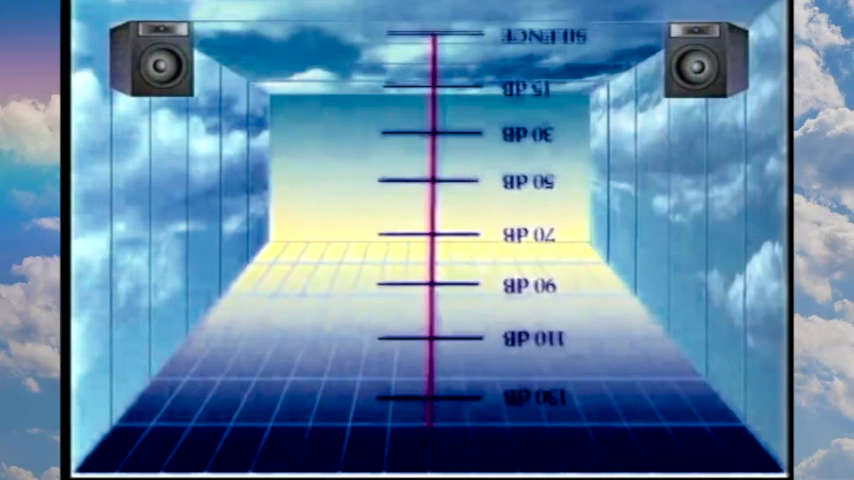 SILENCE
15 dB
30 dB
50 dB
70 dB
90 dB
110 dB
130 dB